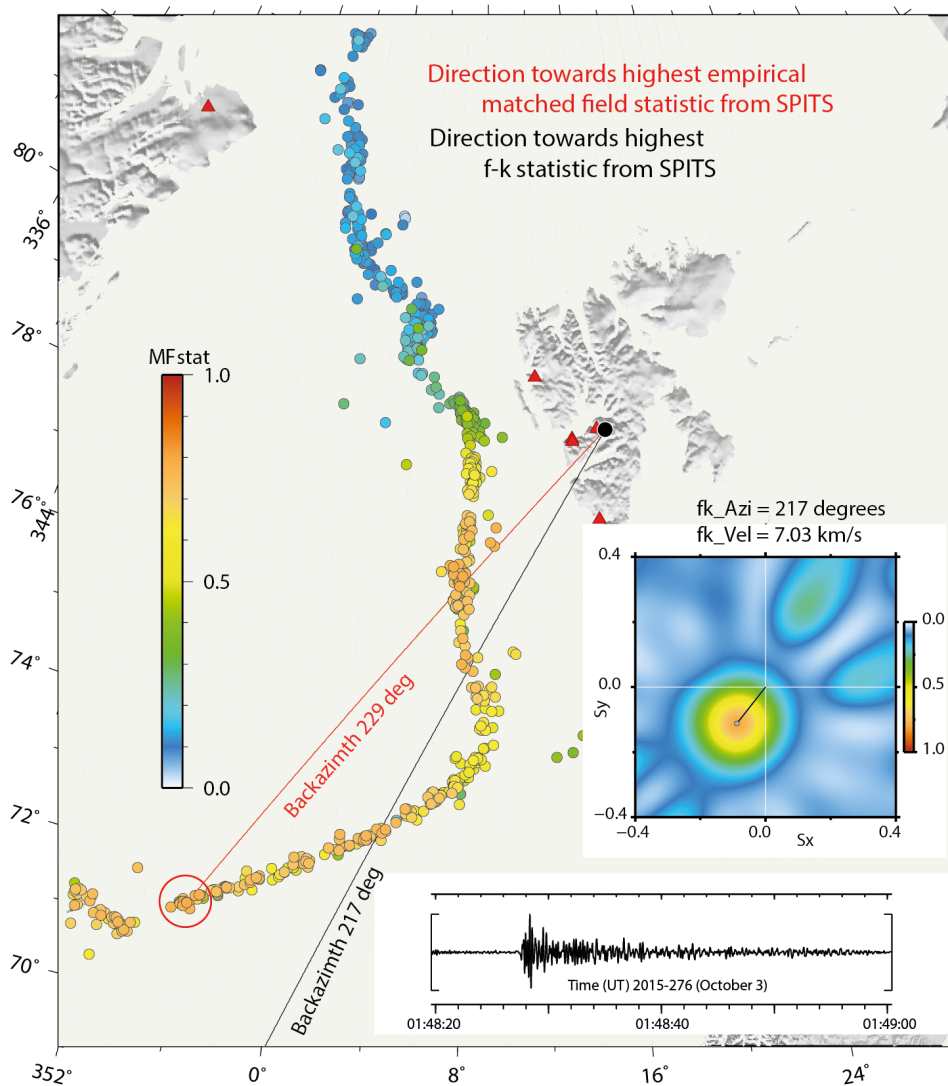 Direction towards highest empirical
matched field statistic from SPITS
Direction towards highest
f-k statistic from SPITS
80°
336°
78°
MFstat
1.0
0.5
0.0
76°
344°
74°
72°
70°
352°
0°
8°
16°
24°
Backazimth 229 deg
Backazimth 217 deg
fk_Azi = 217 degrees
fk_Vel = 7.03 km/s
0.4
0.0
−0.4
Sy
−0.4
0.0
0.4
Sx
0.0
0.5
1.0
Time (UT) 2015-276 (October 3)
01:48:20
01:48:40
01:49:00